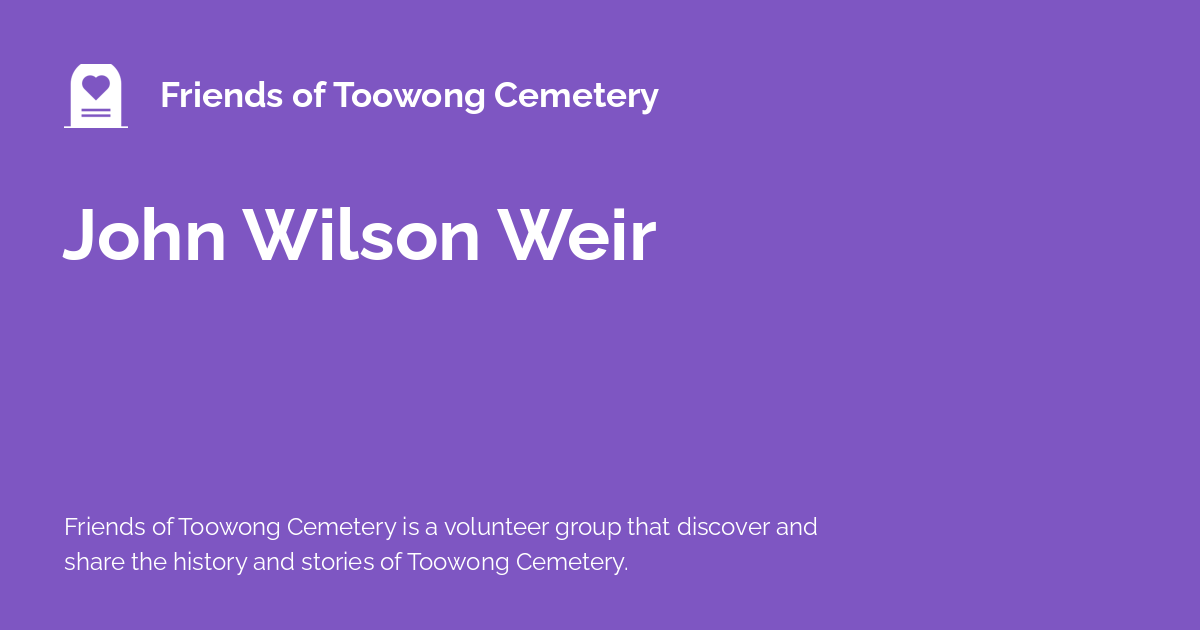 Friends of Toowong Cemetery
John Wilson Weir
Friends of Toowong Cemetery is a volunteer group that discover and
share the history and stories of Toowong Cemetery.